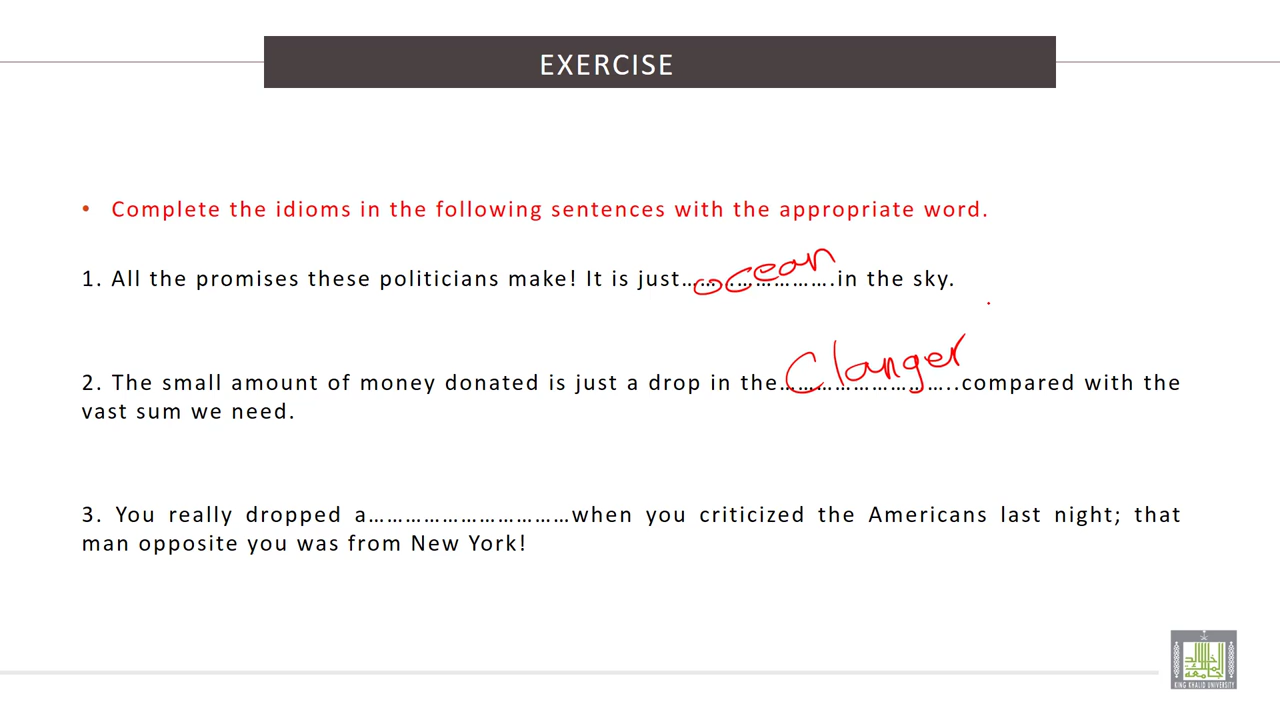 EXERCISE
• Complete the idioms in the following sentences with the appropriate word.
1. All the promises these politicians make! It is just……ocean…………….in the sky.
2. The small amount of money donated is just a drop in the……Clanger……………..compared with the
vast sum we need.
3. You really dropped a……………………………when you criticized the Americans last night; that
man opposite you was from New York!
KING KHALID UNIVERSITY